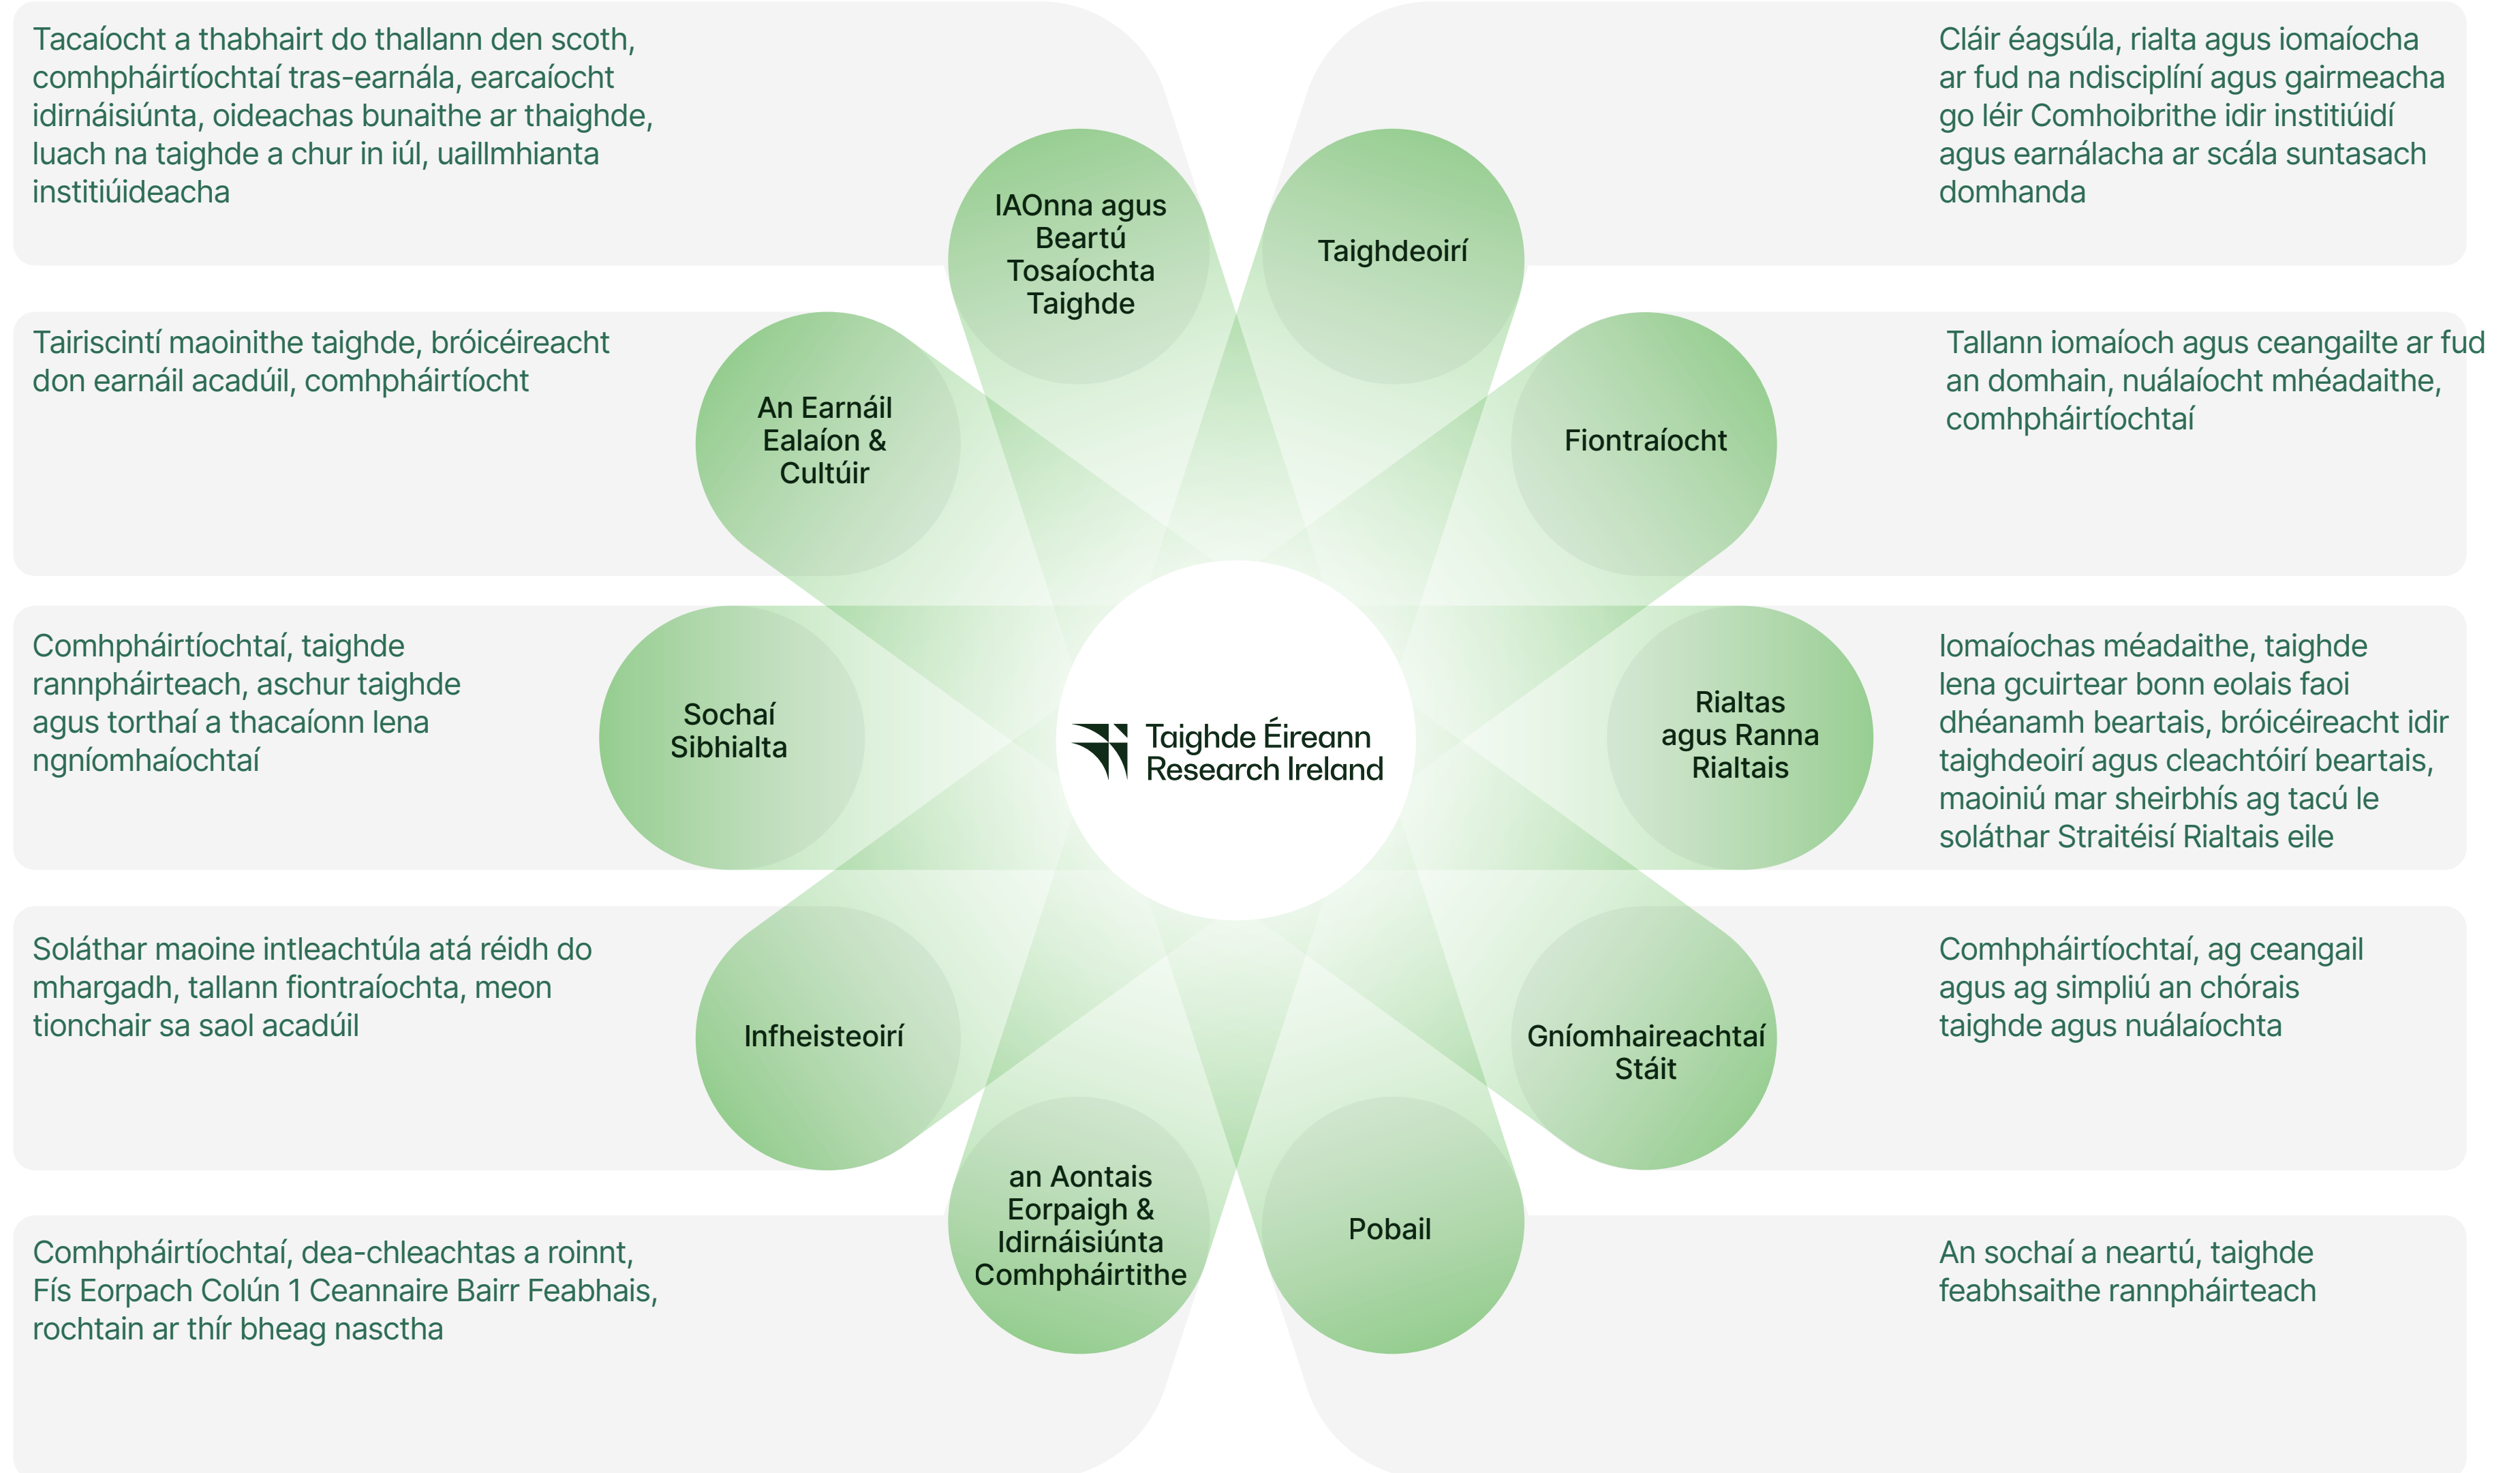 Tacaíocht a thabhairt do thallann den scoth,
comhpháirtíochtaí tras-earnála, earcaíocht
idirnáisiúnta, oideachas bunaithe ar thaighde,
luach na taighde a chur in iúl, uaillmhianta
institiúideacha
IAOnna agus
Beartú
Tosaíochta
Taighde
Taighdeoirí
Cláir éagsúla, rialta agus iomaíocha
ar fud na ndisciplíní agus gairmeacha
go léir Comhoibrithe idir institiúidí
agus earnálacha ar scála suntasach
domhanda
Tairiscintí maoinithe taighde, bróicéireacht
don earnáil acadúil, comhpháirtíocht
An Earnáil
Ealaíon &
Cultúir
Fiontraíocht
Tallann iomaíoch agus ceangailte ar fud
an domhain, nuálaíocht mhéadaithe,
comhpháirtíochtaí
Comhpháirtíochtaí, taighde
rannpháirteach, aschur taighde
agus torthaí a thacaíonn lena
ngníomhaíochtaí
Sochaí
Sibhialta
Taighde Éireann
Research Ireland
Rialtas
agus Ranna
Rialtais
Iomaíochas méadaithe, taighde
lena gcuirtear bonn eolais faoi
dhéanamh beartais, bróicéireacht idir
taighdeoirí agus cleachtóirí beartais,
maoiniú mar sheirbhís ag tacú le
soláthar Straitéisí Rialtais eile
Soláthar maoine intleachtúla atá réidh do
mhargadh, tallann fiontraíochta, meon
tionchair sa saol acadúil
Infheisteoirí
Gníomhaireachtaí
Stáit
Comhpháirtíochtaí, ag ceangail
agus ag simpliú an chórais
taighde agus nuálaíochta
Comhpháirtíochtaí, dea-chleachtas a roinnt,
Fís Eorpach Colún 1 Ceannaire Bairr Feabhais,
rochtain ar thír bheag nasctha
an Aontais
Eorpaigh &
Idirnáisiúnta
Comhpháirtithe
Pobail
An sochaí a neartú, taighde
feabhsaithe rannpháirteach